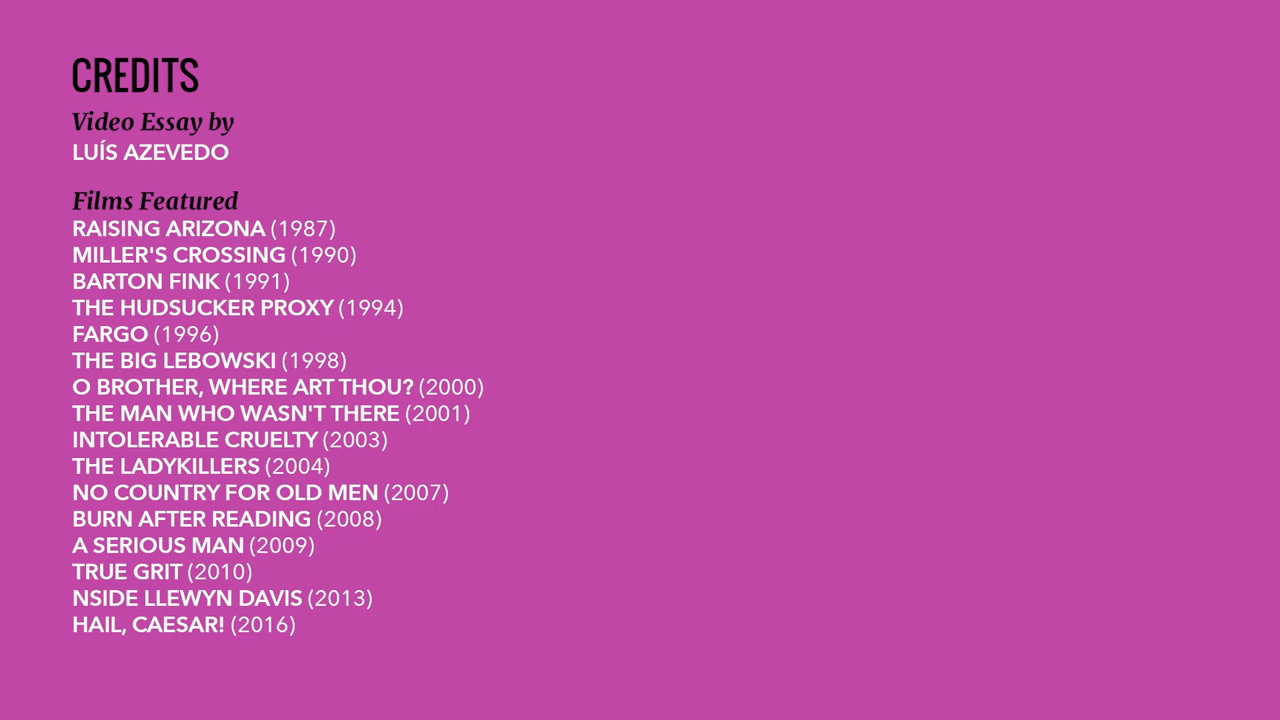 CREDITS
Video Essay by
LUÍS AZEVEDO
Films Featured
RAISING ARIZONA (1987)
MILLER'S CROSSING (1990)
BARTON FINK (1991)
THE HUDSUCKER PROXY (1994)
FARGO (1996)
THE BIG LEBOWSKI (1998)
O BROTHER, WHERE ART THOU? (2000)
THE MAN WHO WASN'T THERE (2001)
INTOLERABLE CRUELTY (2003)
THE LADYKILLERS (2004)
NO COUNTRY FOR OLD MEN (2007)
BURN AFTER READING (2008)
A SERIOUS MAN (2009)
TRUE GRIT (2010)
NSIDE LLEWYN DAVIS (2013)
HAIL, CAESAR! (2016)